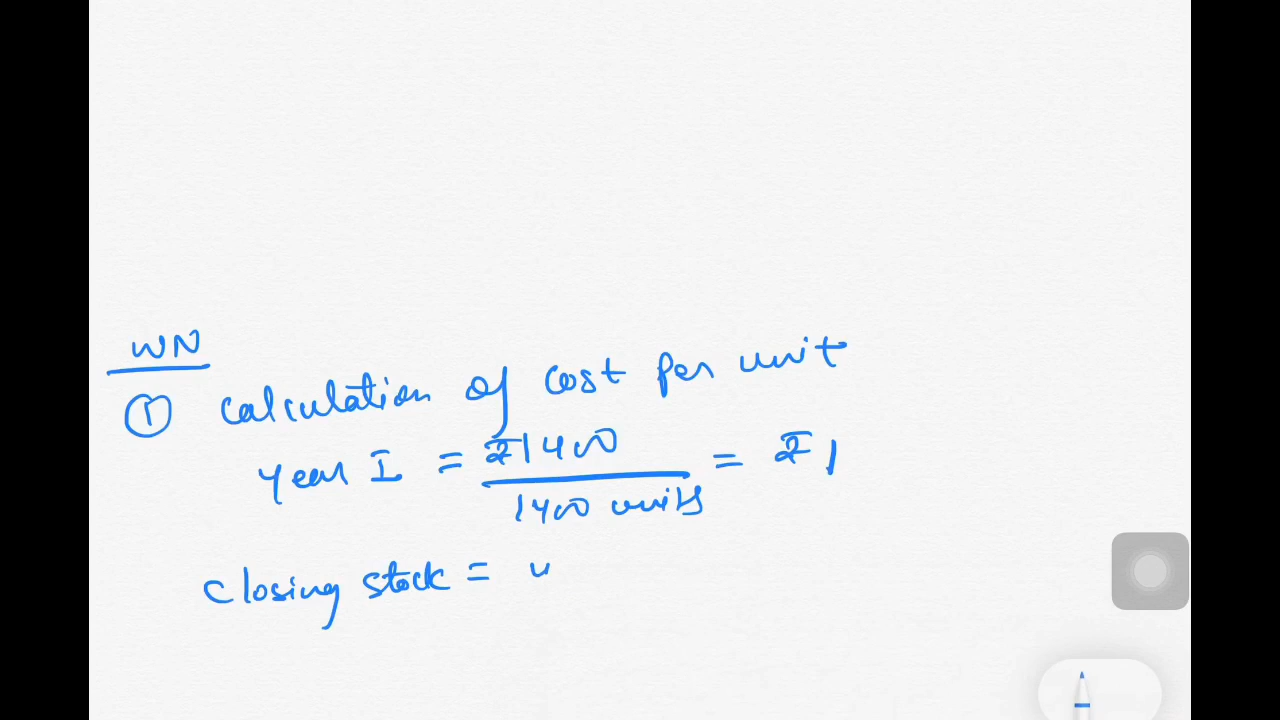 WN
① Calculation of cost per unit
Year I = ₹1400 / 1400 units = ₹1
Closing stock =